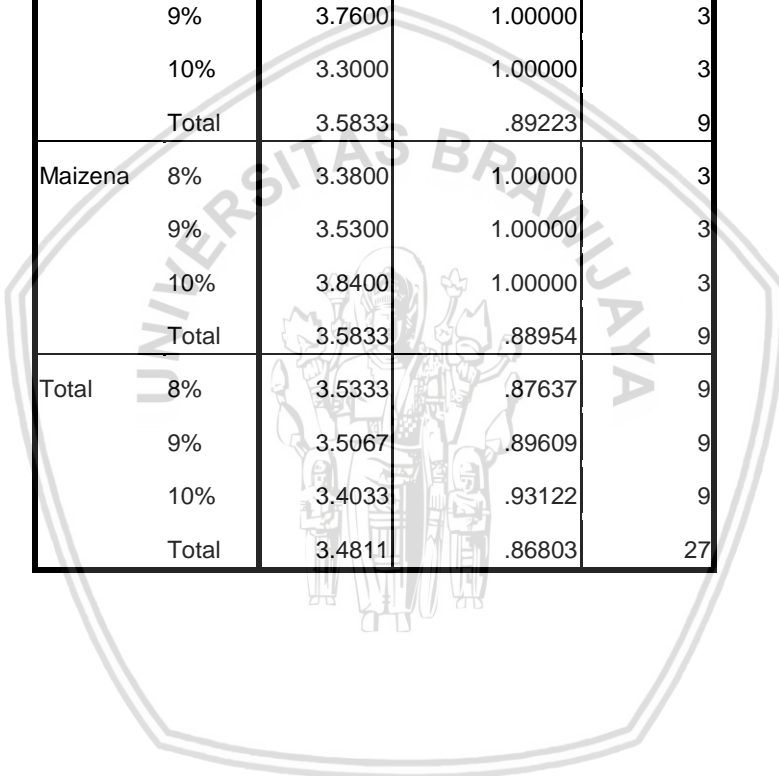 9% 3.7600 1.00000 3
10% 3.3000 1.00000 3
Total 3.5833 .89223 9
Maizena 8% 3.3800 1.00000 3
9% 3.5300 1.00000 3
10% 3.8400 1.00000 3
Total 3.5833 .88954 9
Total 8% 3.5333 .87637 9
9% 3.5067 .89609 9
10% 3.4033 .93122 9
Total 3.4811 .86803 27
UNIVERSITAS BRAWIJAYA